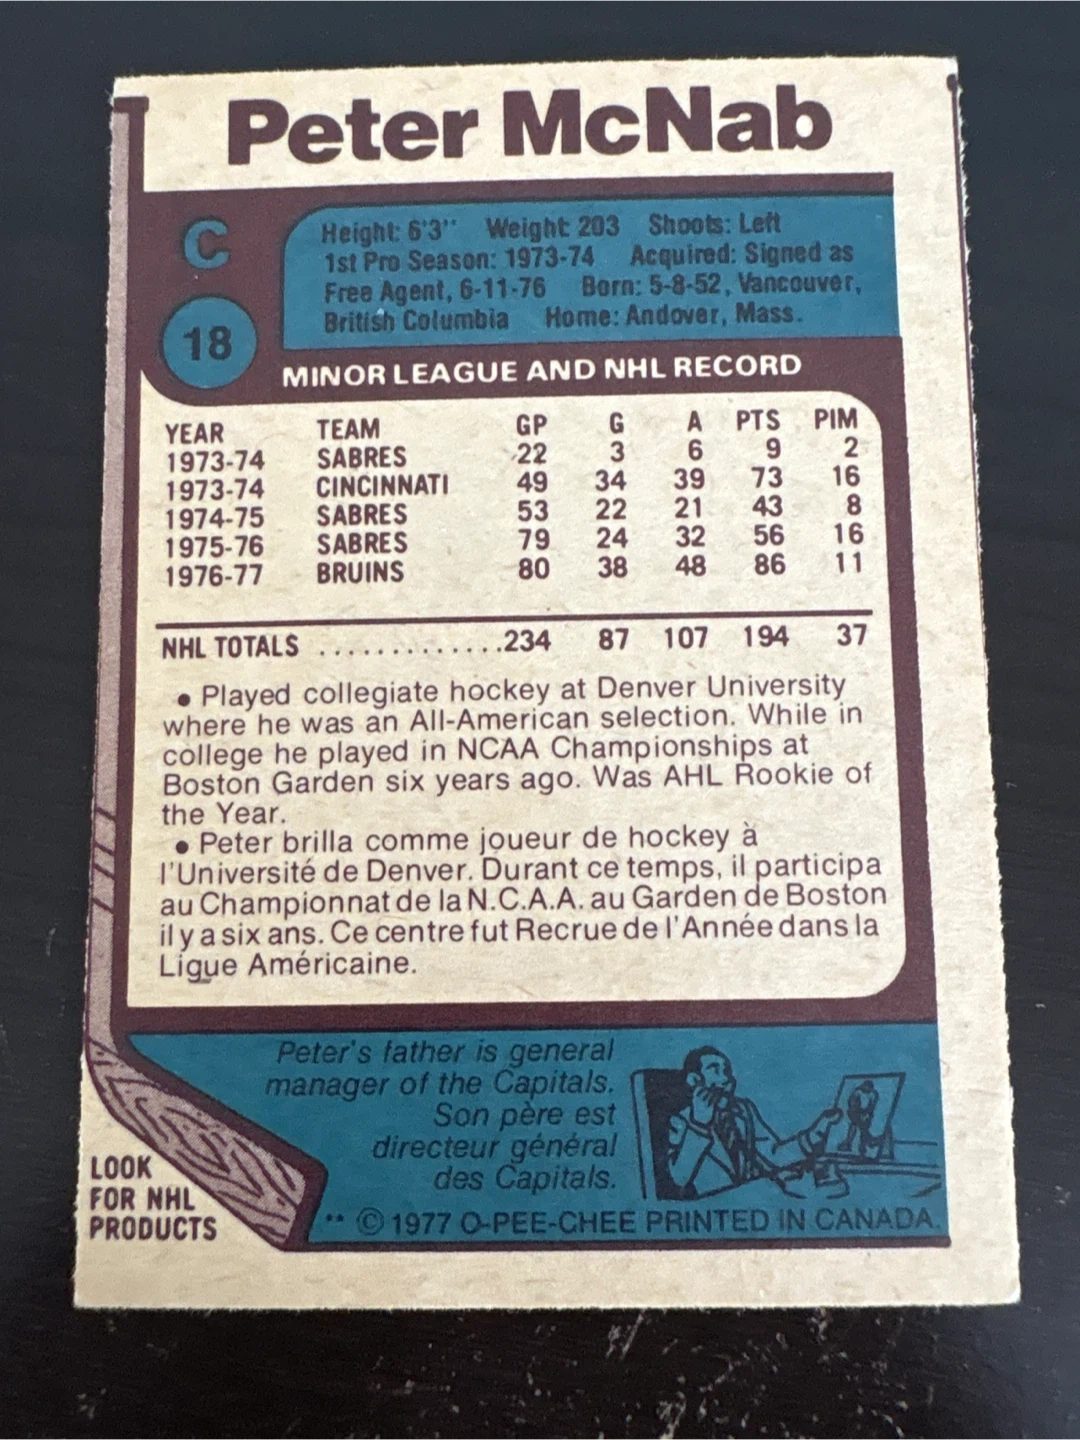 Peter McNab
C
18
Height: 6'3'' Weight: 203 Shoots: Left
1st Pro Season: 1973-74 Acquired: Signed as
Free Agent, 6-11-76 Born: 5-8-52, Vancouver,
British Columbia Home: Andover, Mass.
MINOR LEAGUE AND NHL RECORD
YEAR TEAM GP G A PTS PIM
1973-74 SABRES 22 3 6 9 2
1973-74 CINCINNATI 49 34 39 73 16
1974-75 SABRES 53 22 21 43 8
1975-76 SABRES 79 24 32 56 16
1976-77 BRUINS 80 38 48 86 11
NHL TOTALS .............234 87 107 194 37
• Played collegiate hockey at Denver University
where he was an All-American selection. While in
college he played in NCAA Championships at
Boston Garden six years ago. Was AHL Rookie of
the Year.
• Peter brilla comme joueur de hockey à
l'Université de Denver. Durant ce temps, il participa
au Championnat de la N.C.A.A. au Garden de Boston
il y a six ans. Ce centre fut Recrue de l'Année dans la
Ligue Américaine.
Peter's father is general
manager of the Capitals.
Son père est
directeur général
des Capitals.
LOOK
FOR NHL
PRODUCTS
** © 1977 O-PEE-CHEE PRINTED IN CANADA.